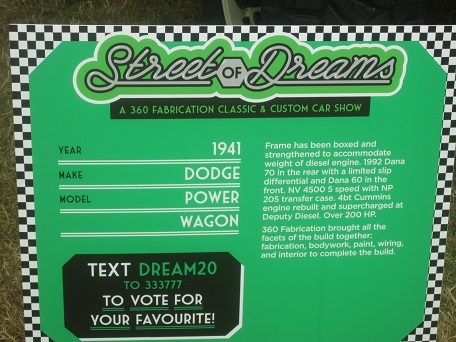 Street OF Dreams
A 360 FABRICATION CLASSIC & CUSTOM CAR SHOW
YEAR 1941
MAKE DODGE
MODEL POWER
WAGON
Frame has been boxed and
strengthened to accommodate
weight of diesel engine. 1992 Dana
70 in the rear with a limited slip
differential and Dana 60 in the
front. NV 4500 5 speed with NP
205 transfer case. 4bt Cummins
engine rebuilt and supercharged at
Deputy Diesel. Over 200 HP.
360 Fabrication brought all the
facets of the build together:
fabrication, bodywork, paint, wiring,
and interior to complete the build.
TEXT DREAM20
TO 333777
TO VOTE FOR
YOUR FAVOURITE!